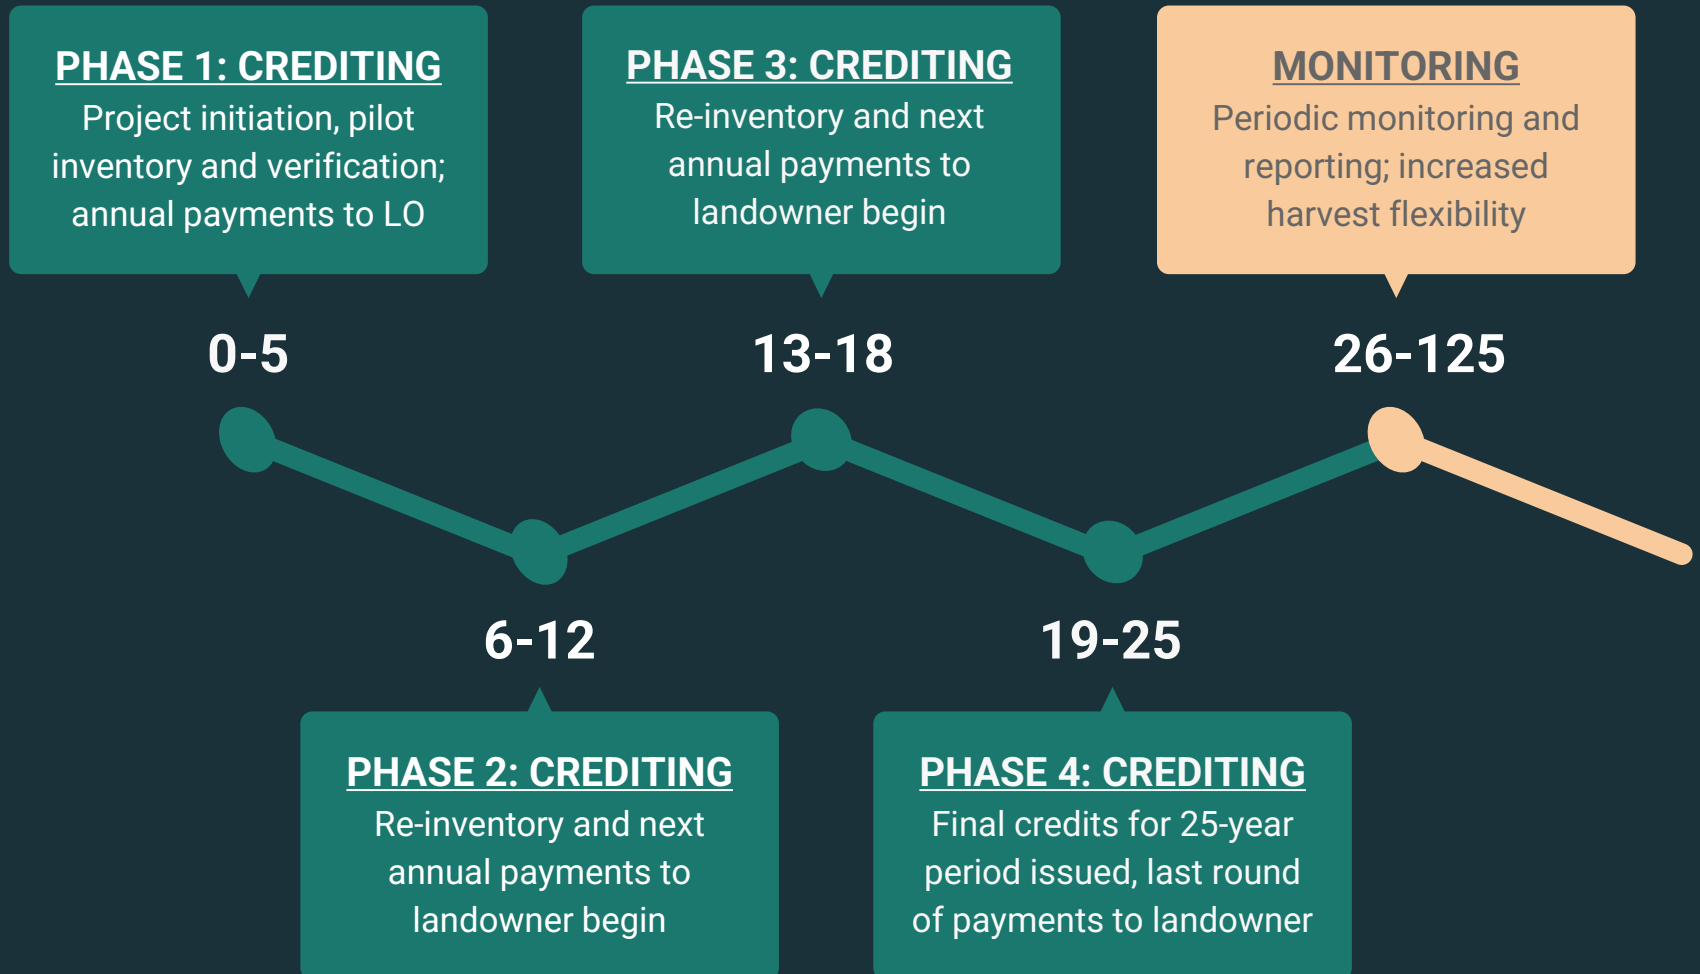 PHASE 1: CREDITING
Project initiation, pilot
inventory and verification;
annual payments to LO
0-5
6-12
PHASE 2: CREDITING
Re-inventory and next
annual payments to
landowner begin
PHASE 3: CREDITING
Re-inventory and next
annual payments to
landowner begin
13-18
19-25
PHASE 4: CREDITING
Final credits for 25-year
period issued, last round
of payments to landowner
MONITORING
Periodic monitoring and
reporting; increased
harvest flexibility
26-125